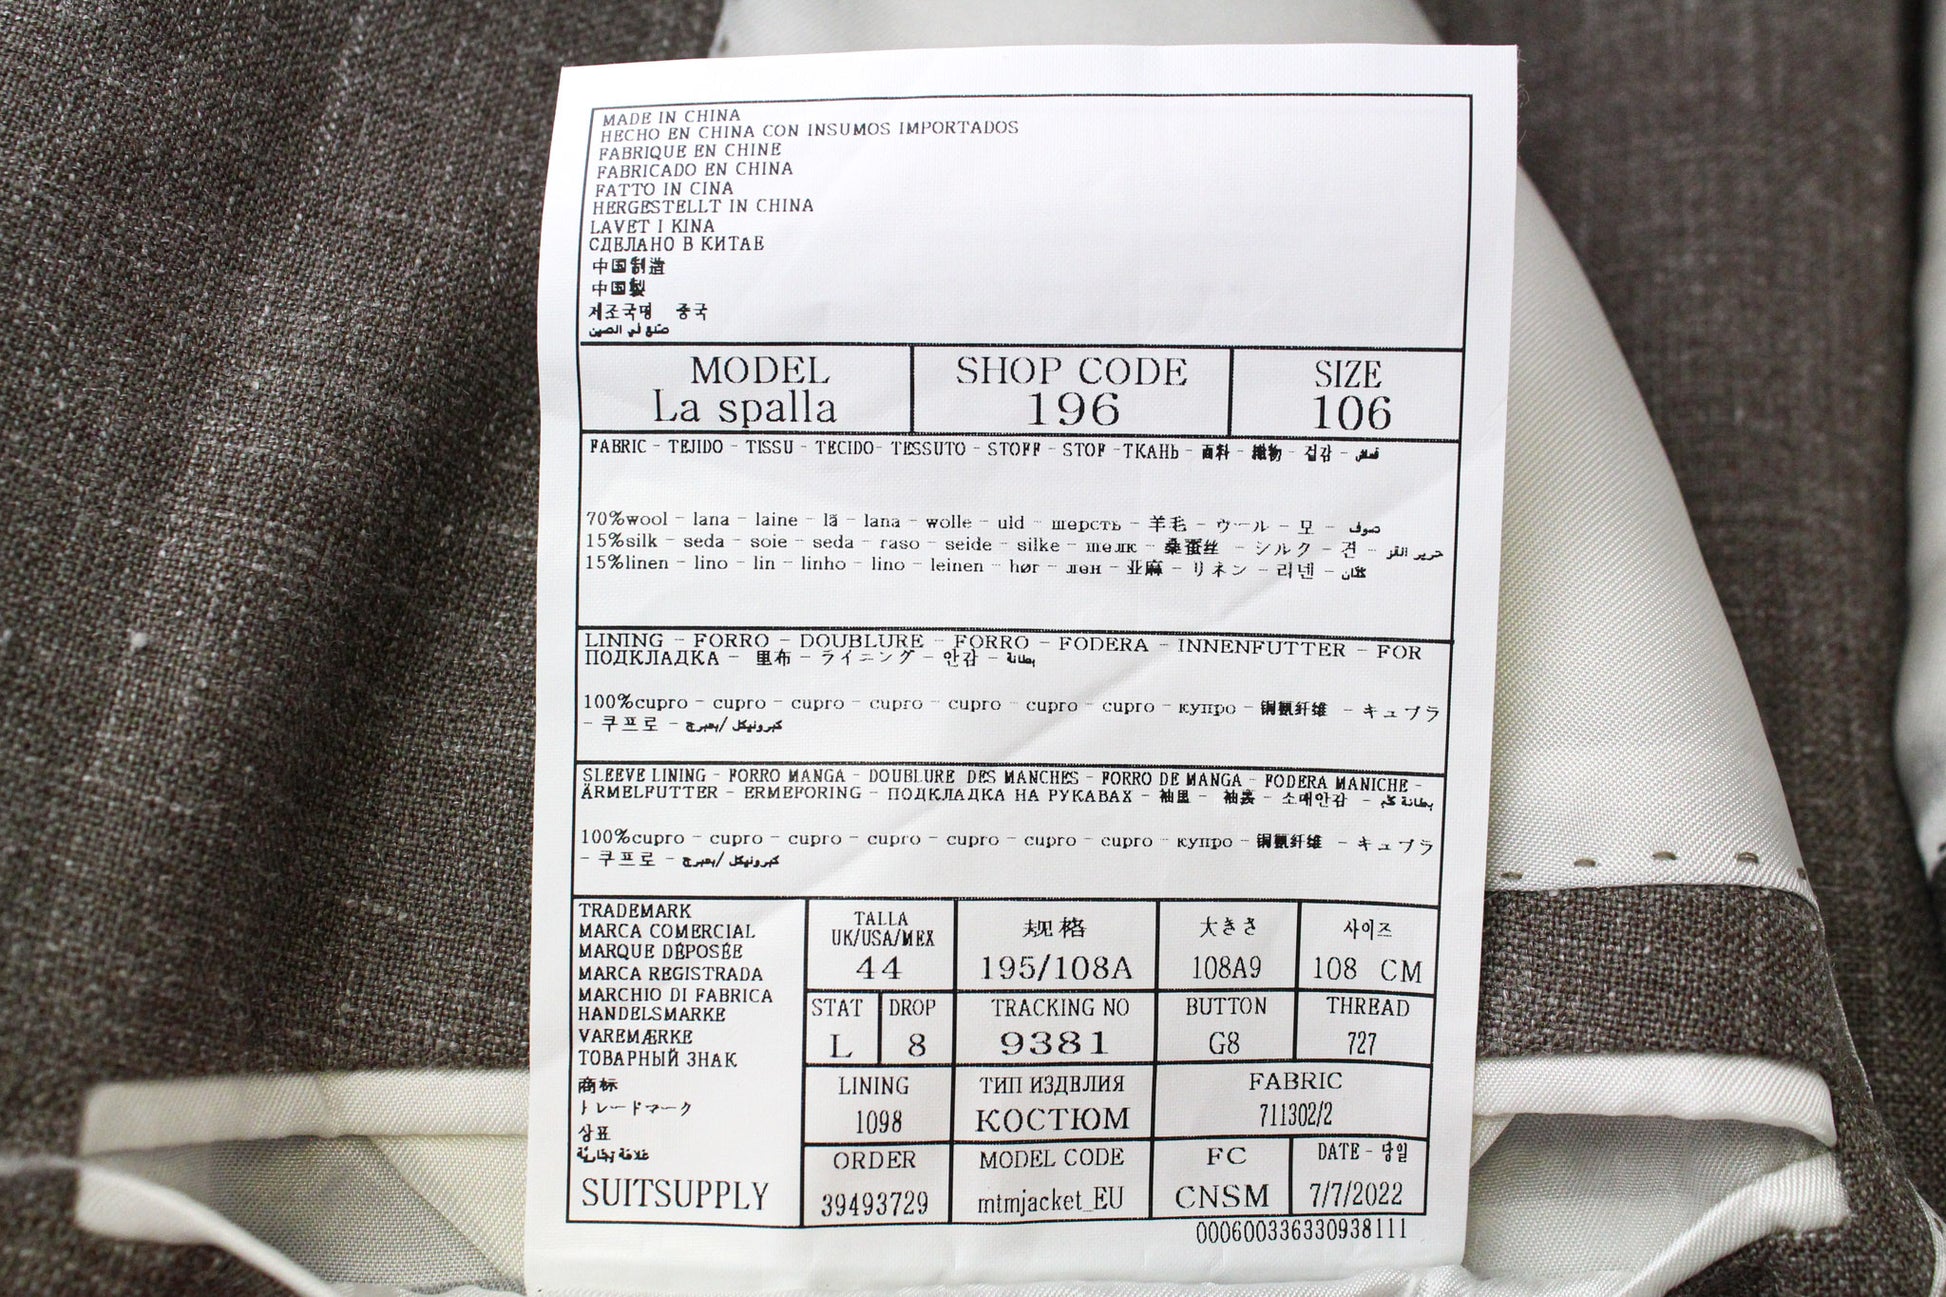 MADE IN CHINA
HECHO EN CHINA CON INSUMOS IMPORTADOS
FABRIQUE EN CHINE
FABRICADO EN CHINA
FATTO IN CINA
HERGESTELLT IN CHINA
LAVET I KINA
СДЕЛАНО В КИТАЕ
中国制造
中国製
제조국명 중국
صنع في الصين
MODEL
La spalla
SHOP CODE
196
SIZE
106
FABRIC - TEJIDO - TISSU - TECIDO- TESSUTO - STOFF - STOF -ТКАНЬ - 面料 - 織物 - 겉감 - قماش
70%wool - lana - laine - lã - lana - wolle - uld - шерсть - 羊毛 - ウール - 모 - صوف
15%silk - seda - soie - seda - raso - seide - silke - шелк - 桑蚕丝 - シルク - 견 - حرير القز
15%linen - lino - lin - linho - lino - leinen - hør - лен - 亚麻 - リネン - 리넨 - كتان
LINING - FORRO - DOUBLURE - FORRO - FODERA - INNENFUTTER - FOR
ПОДКЛАДКА - 里布 - ライニング - 안감 - بطانة
100%cupro - cupro - cupro - cupro - cupro - cupro - cupro - купро - 铜氨纤维 - キュプラ
- 쿠프로 -
SLEEVE LINING - FORRO MANGA - DOUBLURE DES MANCHES - FORRO DE MANGA - FODERA MANICHE -
ÄRMELFUTTER - ERMEFORING - ПОДКЛАДКА НА РУКАВАХ - 袖里 - 袖裏 - 소매안감 - بطانة كم
100%cupro - cupro - cupro - cupro - cupro - cupro - cupro - купро - 铜氨纤维 - キュプラ
- 쿠프로 -
TRADEMARK
MARCA COMERCIAL
MARQUE DÉPOSÉE
MARCA REGISTRADA
MARCHIO DI FABRICA
HANDELSMARKE
VAREMÆRKE
ТОВАРНЫЙ ЗНАК
商标
トレードマーク
상표
علامة تجارية
SUITSUPPLY
TALLA
UK/USA/MEX
44
规格
195/108A
大きさ
108A9
사이즈
108 CM
STAT
L
DROP
8
TRACKING NO
9381
BUTTON
G8
THREAD
727
LINING
1098
ТИП ИЗДЕЛИЯ
КОСТЮМ
FABRIC
711302/2
ORDER
39493729
MODEL CODE
mtmjacket_EU
FC
CNSM
DATE - 당일
7/7/2022
000600336330938111